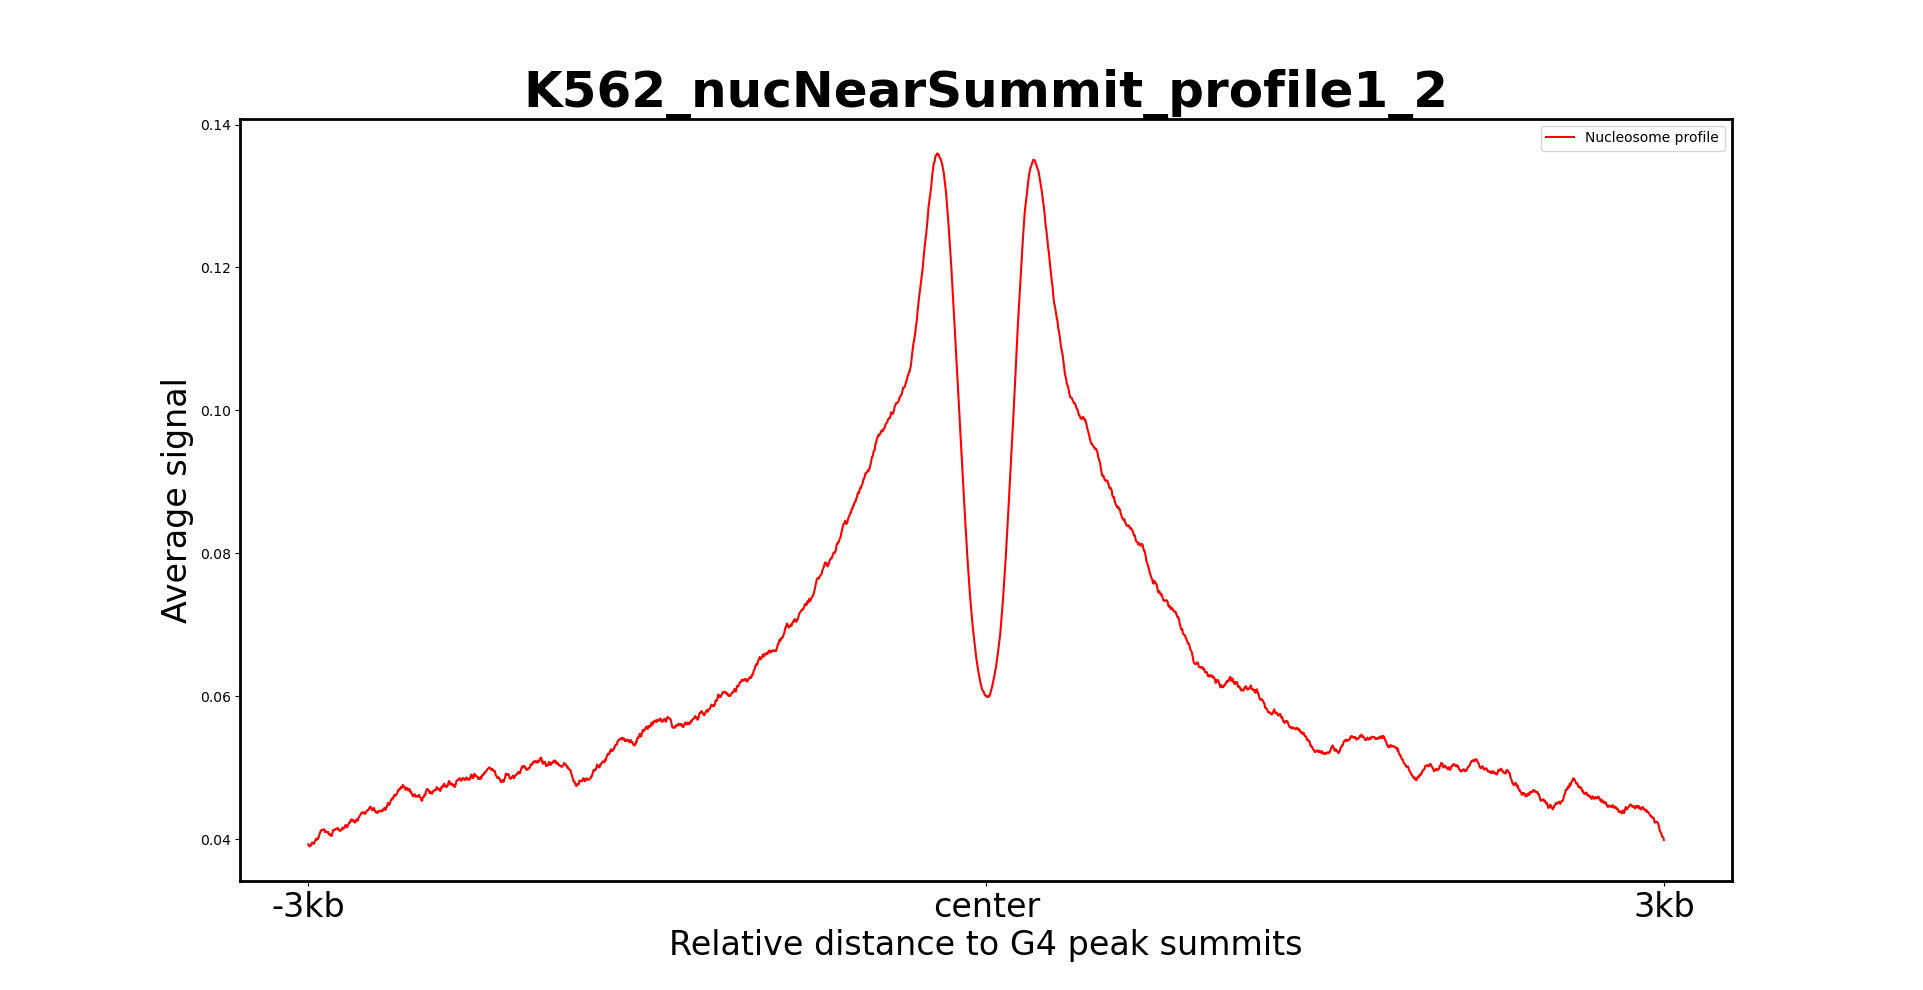 K562_nucNearSummit_profile1_2
Nucleosome profile
Average signal
0.14
0.12
0.10
0.08
0.06
0.04
-3kb center 3kb
Relative distance to G4 peak summits